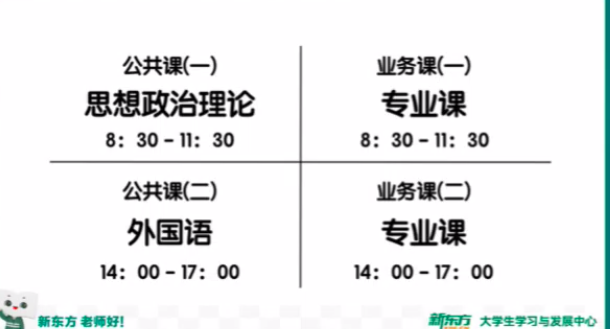 公共课(一)
思想政治理论
8：30－11：30
业务课(一)
专业课
8：30－11：30
公共课(二)
外国语
14：00－17：00
业务课(二)
专业课
14：00－17：00
新东方 老师好!
新东方 大学生学习与发展中心